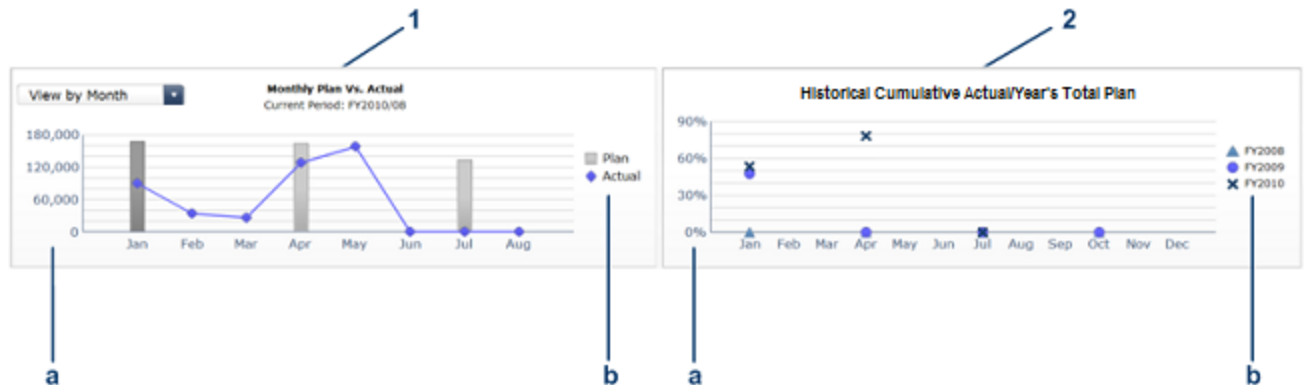 1
2
View by Month
Monthly Plan Vs. Actual
Current Period: FY2010/08
180,000
120,000
60,000
0
Jan Feb Mar Apr May Jun Jul Aug
Plan
Actual
Historical Cumulative Actual/Year's Total Plan
90%
60%
30%
0%
Jan Feb Mar Apr May Jun Jul Aug Sep Oct Nov Dec
FY2008
FY2009
FY2010
a
b
a
b